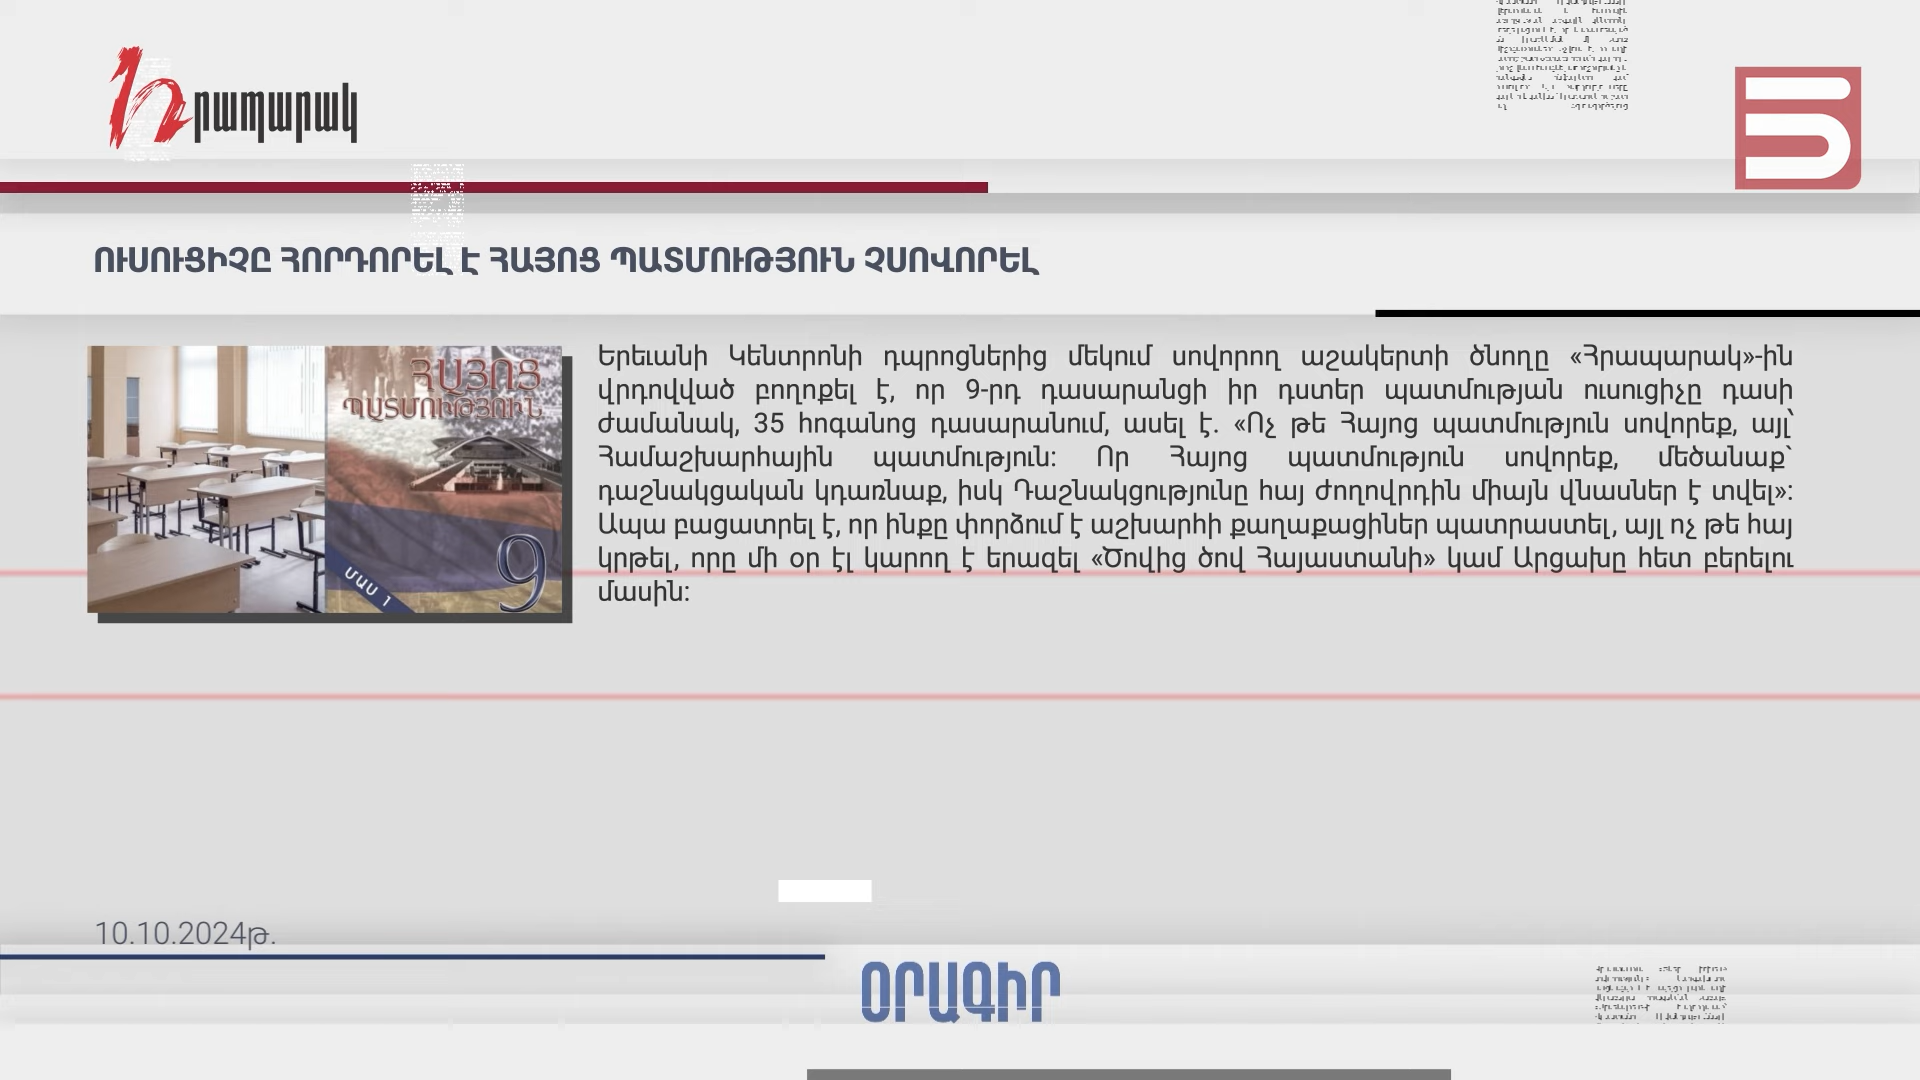 Հրապարակ
ՈՒՍՈՒՑԻՉԸ ՀՈՐԴՈՐԵԼ Է ՀԱՅՈՑ ՊԱՏՄՈՒԹՅՈՒՆ ՉՍՈՎՈՐԵԼ
ՀԱՅՈՑ
ՊԱՏՄՈՒԹՅՈՒՆ
9
ՄԱՍ 1
Երեւանի Կենտրոնի դպրոցներից մեկում սովորող աշակերտի ծնողը «Հրապարակ»-ին
վրդովված բողոքել է, որ 9-րդ դասարանցի իր դստեր պատմության ուսուցիչը դասի
ժամանակ, 35 հոգանոց դասարանում, ասել է. «Ոչ թե Հայոց պատմություն սովորեք, այլ՝
Համաշխարհային պատմություն: Որ Հայոց պատմություն սովորեք, մեծանաք՝
դաշնակցական կդառնաք, իսկ Դաշնակցությունը հայ ժողովրդին միայն վնասներ է տվել»:
Ապա բացատրել է, որ ինքը փորձում է աշխարհի քաղաքացիներ պատրաստել, այլ ոչ թե հայ
կրթել, որը մի օր էլ կարող է երազել «Ծովից ծով Հայաստանի» կամ Արցախը հետ բերելու
մասին:
10.10.2024թ.
ՕՐԱԳԻՐ